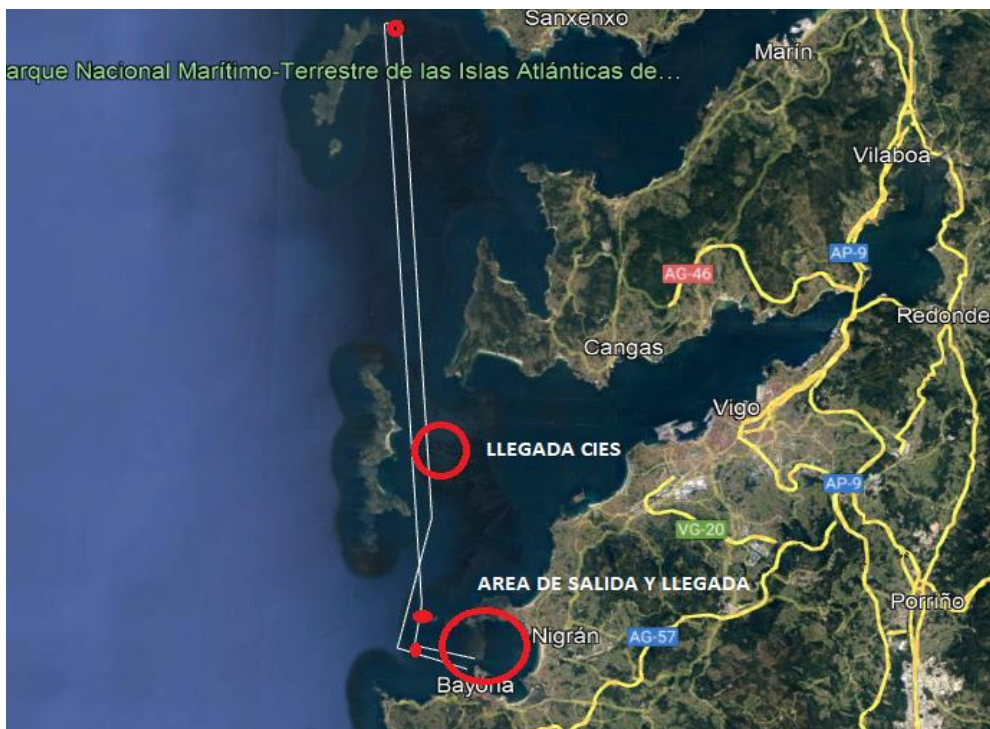 Sanxenxo
Marín
arque Nacional Marítimo-Terrestre de las Islas Atlánticas de...
Vilaboa
AP-9
AG-46
Redonde
Cangas
Vigo
LLEGADA CIES
AP-9
VG-20
AREA DE SALIDA Y LLEGADA
Porriño
Nigrán
AG-57
Bayona